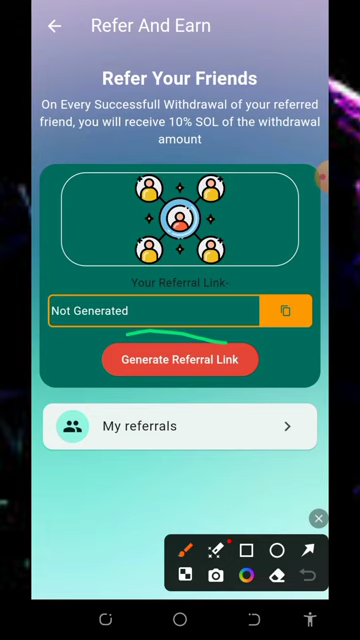 Refer And Earn
Refer Your Friends
On Every Successfull Withdrawal of your referred
friend, you will receive 10% SOL of the withdrawal
amount
Your Referral Link-
Not Generated
Generate Referral Link
My referrals